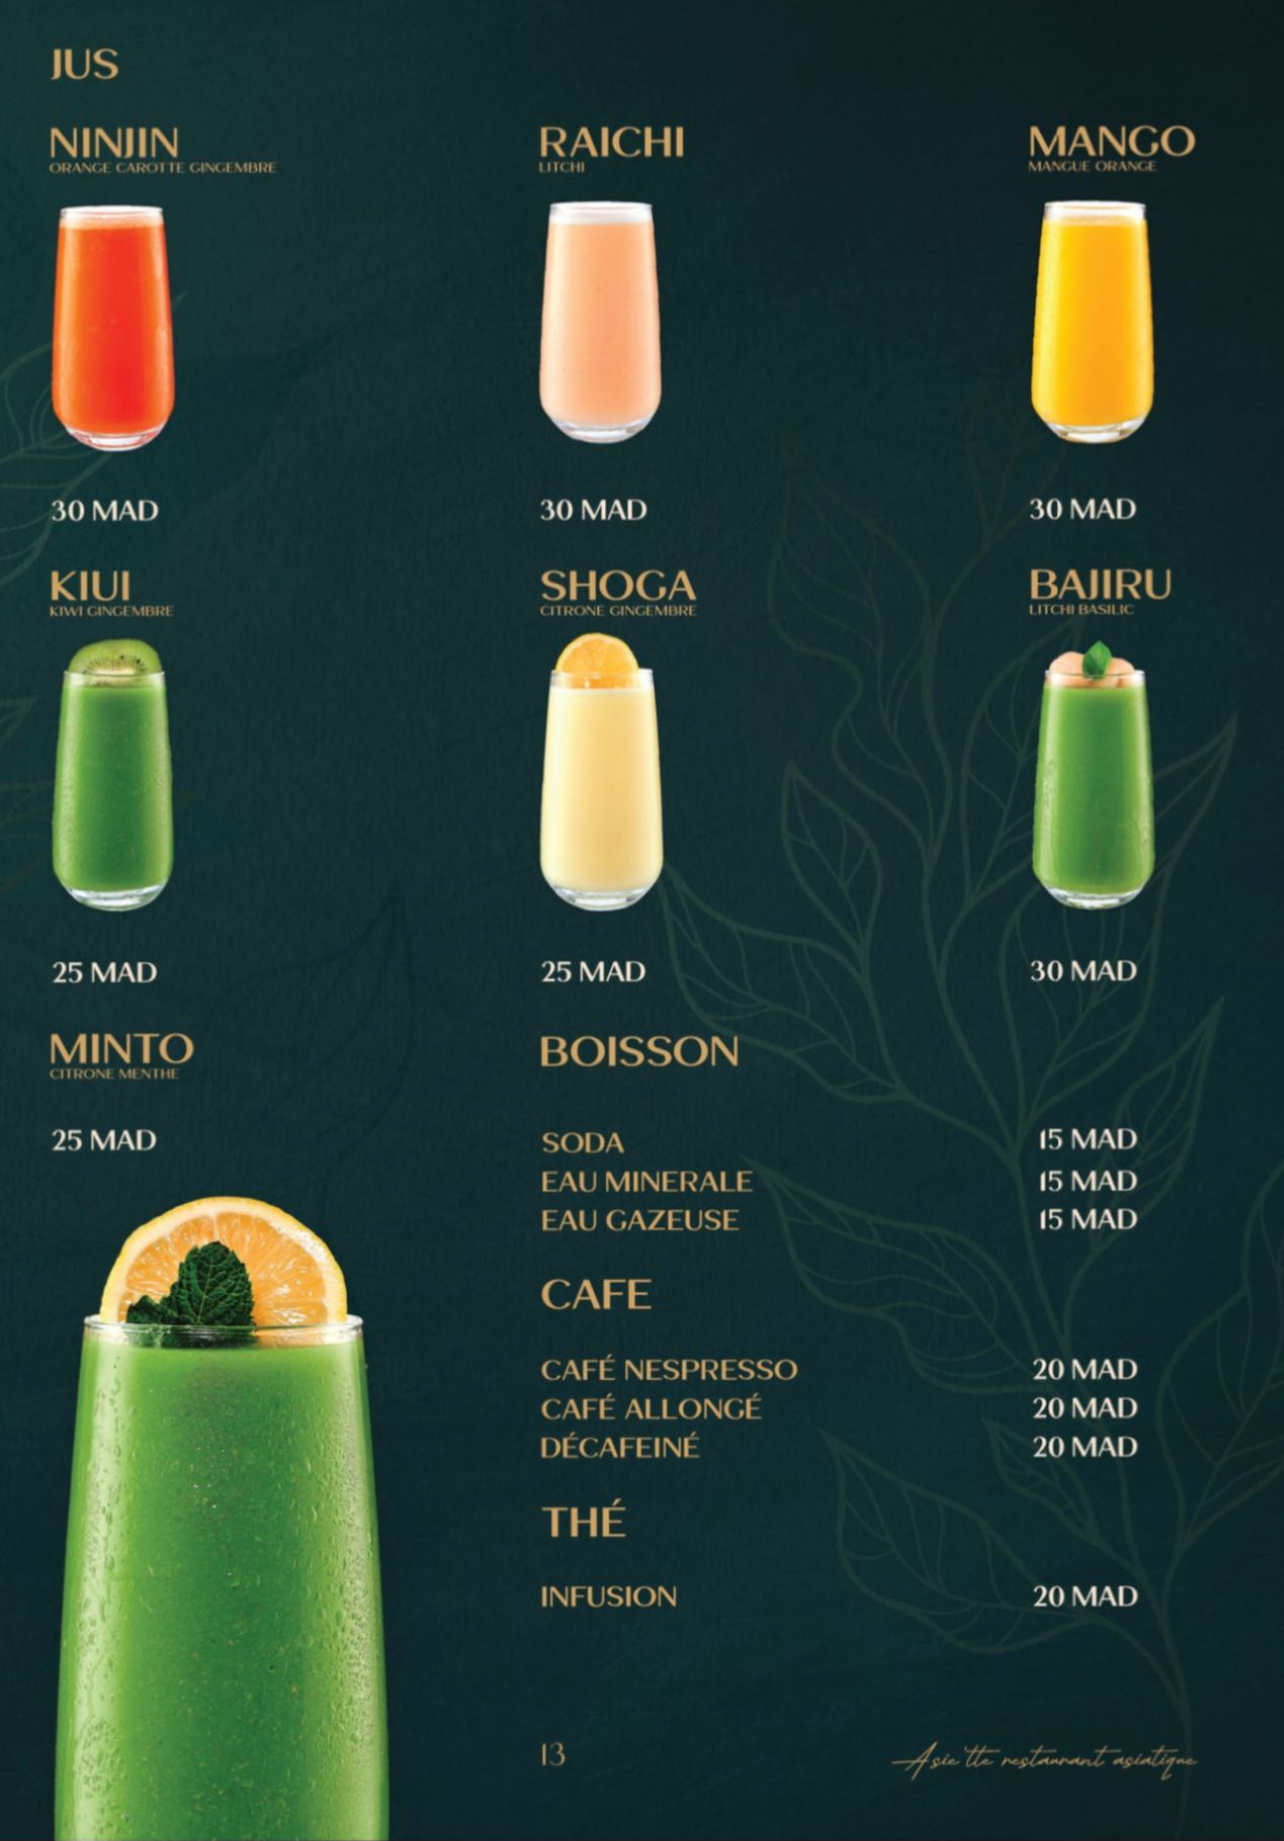 JUS
NINJIN
ORANGE CAROTTE GINGEMBRE
30 MAD
RAICHI
LITCHI
30 MAD
MANGO
MANGUE ORANGE
30 MAD
KIUI
KIWI GINGEMBRE
25 MAD
SHOGA
CITRONE GINGEMBRE
25 MAD
BAJIRU
LITCHI BASILIC
30 MAD
MINTO
CITRONE MENTHE
25 MAD
BOISSON
SODA 15 MAD
EAU MINERALE 15 MAD
EAU GAZEUSE 15 MAD
CAFE
CAFÉ NESPRESSO 20 MAD
CAFÉ ALLONGÉ 20 MAD
DÉCAFEINÉ 20 MAD
THÉ
INFUSION 20 MAD
13
Asie'tte restaurant asiatique